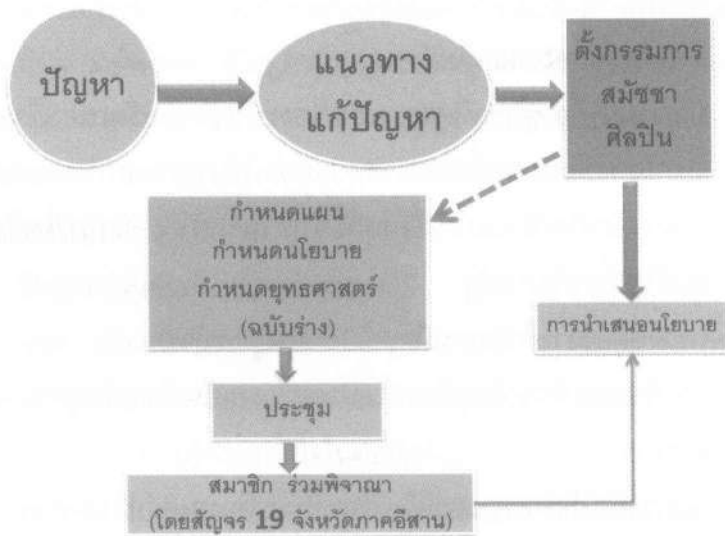 ปัญหา
แนวทาง
แก้ปัญหา
ตั้งกรรมการ
สมัชชา
ศิลปิน
กำหนดแผน
กำหนดนโยบาย
กำหนดยุทธศาสตร์
(ฉบับร่าง)
การนำเสนอนโยบาย
ประชุม
สมาชิก ร่วมพิจาณา
(โดยสัญจร 19 จังหวัดภาคอีสาน)